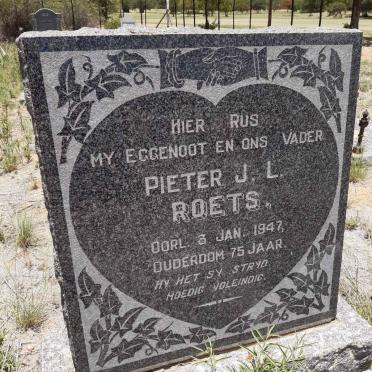 HIER RUS
MY EGGENOOT EN ONS VADER
PIETER J. L.
ROETS.
OORL. 3 JAN. 1947,
OUDERDOM 75 JAAR.
HY HET SY STRYD
MOEDIG VOLEINDIG.